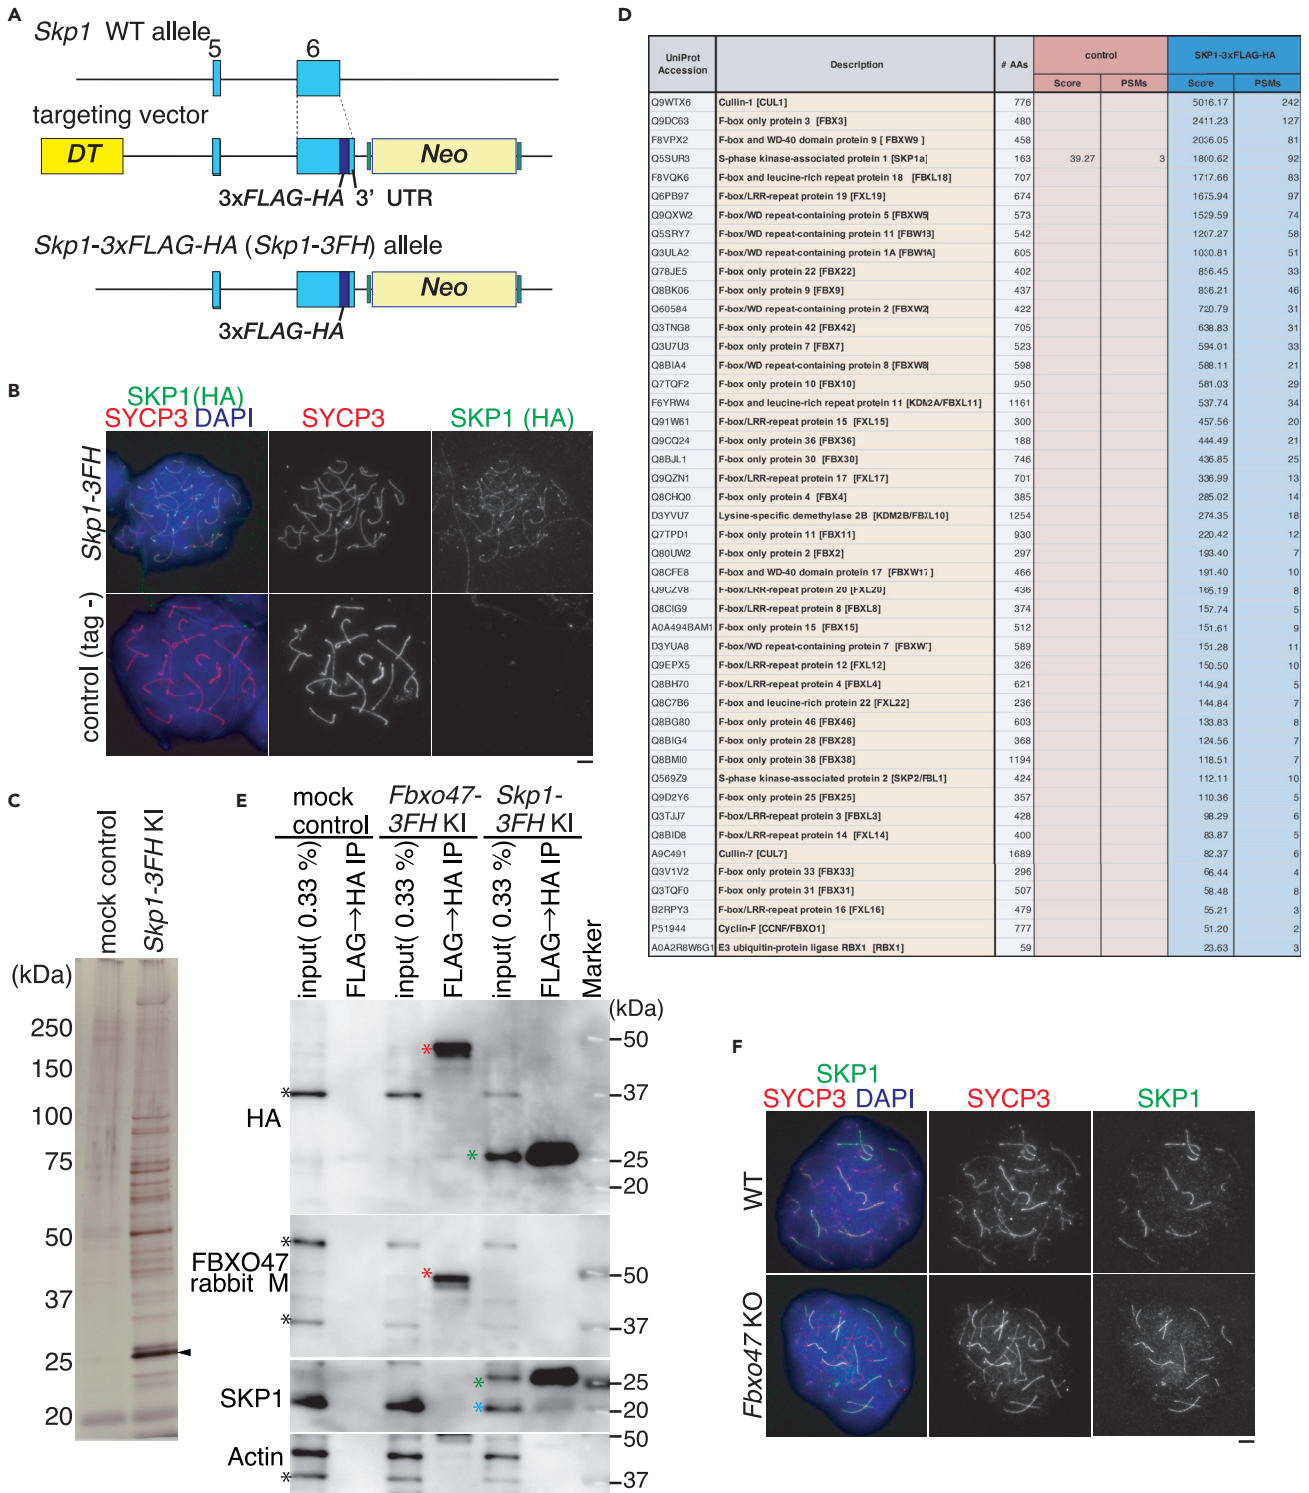 A
Skp1 WT allele
5
6
targeting vector
DT
Neo
3xFLAG-HA
3' UTR
Skp1-3xFLAG-HA (Skp1-3FH) allele
Neo
3xFLAG-HA
B
SKP1(HA)
SYCP3 DAPI
SYCP3
SKP1 (HA)
Skp1-3FH
control (tag -)
C
mock control
Skp1-3FH KI
(kDa)
250
150
100
75
50
37
25
20
D
UniProt Accession Description # AAs control SKP1-3xFLAG-HA
Score PSMs Score PSMs
Q9WTX6 Cullin-1 [CUL1] 776 5016.17 242
Q9DC63 F-box only protein 3 [FBX3] 480 2411.23 127
F8VPX2 F-box and WD-40 domain protein 9 [ FBXW9 ] 458 2036.05 81
Q5SUR3 S-phase kinase-associated protein 1 [SKP1a] 163 39.27 3 1800.62 92
F8VQK6 F-box and leucine-rich repeat protein 18 [FBXL18] 707 1717.66 83
Q6PB97 F-box/LRR-repeat protein 19 [FXL19] 674 1675.94 97
Q9QXW2 F-box/WD repeat-containing protein 5 [FBXW5] 573 1529.59 74
Q5SRY7 F-box/WD repeat-containing protein 11 [FBW1B] 542 1207.27 58
Q3ULA2 F-box/WD repeat-containing protein 1A [FBW1A] 605 1030.81 51
Q78JE5 F-box only protein 22 [FBX22] 402 856.45 33
Q8BK06 F-box only protein 9 [FBX9] 437 856.21 46
Q60584 F-box/WD repeat-containing protein 2 [FBXW2] 422 720.79 31
Q3TNG8 F-box only protein 42 [FBX42] 705 638.83 31
Q3U7U3 F-box only protein 7 [FBX7] 523 594.01 33
Q8BIA4 F-box/WD repeat-containing protein 8 [FBXW8] 598 588.11 21
Q7TQF2 F-box only protein 10 [FBX10] 950 581.03 29
F6YRW4 F-box and leucine-rich repeat protein 11 [KDM2A/FBXL11] 1161 537.74 34
Q91W61 F-box/LRR-repeat protein 15 [FXL15] 300 457.56 20
Q9CQ24 F-box only protein 36 [FBX36] 188 444.49 21
Q8BJL1 F-box only protein 30 [FBX30] 746 436.85 25
Q9QZN1 F-box/LRR-repeat protein 17 [FXL17] 701 336.99 13
Q8CHQ0 F-box only protein 4 [FBX4] 385 285.02 14
D3YVU7 Lysine-specific demethylase 2B [KDM2B/FBXL10] 1254 274.35 18
Q7TPD1 F-box only protein 11 [FBX11] 930 220.42 12
Q80UW2 F-box only protein 2 [FBX2] 297 193.40 7
Q8CFE8 F-box and WD-40 domain protein 17 [FBXW17 ] 466 191.40 10
Q9CZV8 F-box/LRR-repeat protein 20 [FXL20] 436 165.19 8
Q8CIG9 F-box/LRR-repeat protein 8 [FBXL8] 374 157.74 5
A0A494BAM1 F-box only protein 15 [FBX15] 512 151.61 9
D3YUA8 F-box/WD repeat-containing protein 7 [FBXW7] 589 151.28 11
Q9EPX5 F-box/LRR-repeat protein 12 [FXL12] 326 150.50 10
Q8BH70 F-box/LRR-repeat protein 4 [FBXL4] 621 144.94 5
Q8C7B6 F-box and leucine-rich protein 22 [FXL22] 236 144.84 7
Q8BG80 F-box only protein 46 [FBX46] 603 133.83 8
Q8BIG4 F-box only protein 28 [FBX28] 368 124.56 7
Q8BMI0 F-box only protein 38 [FBX38] 1194 118.51 7
Q569Z9 S-phase kinase-associated protein 2 [SKP2/FBL1] 424 112.11 10
Q9D2Y6 F-box only protein 25 [FBX25] 357 110.36 5
Q3TJJ7 F-box/LRR-repeat protein 3 [FBXL3] 428 98.29 6
Q8BID8 F-box/LRR-repeat protein 14 [FXL14] 400 83.87 5
A9C491 Cullin-7 [CUL7] 1689 82.37 6
Q3V1V2 F-box only protein 33 [FBX33] 296 66.44 4
Q3TQF0 F-box only protein 31 [FBX31] 507 58.48 8
B2RPY3 F-box/LRR-repeat protein 16 [FXL16] 479 55.21 3
P51944 Cyclin-F [CCNF/FBXO1] 777 51.20 2
A0A2R8W6G1 E3 ubiquitin-protein ligase RBX1 [RBX1] 59 23.63 3
E
mock control
Fbxo47-3FH KI
Skp1-3FH KI
input( 0.33 %)
FLAG→HA IP
input( 0.33 %)
FLAG→HA IP
input( 0.33 %)
FLAG→HA IP
Marker
(kDa)
HA
50
37
25
20
FBXO47
rabbit M
50
37
SKP1
25
20
Actin
50
37
F
SKP1
SYCP3 DAPI
SYCP3
SKP1
WT
Fbxo47 KO